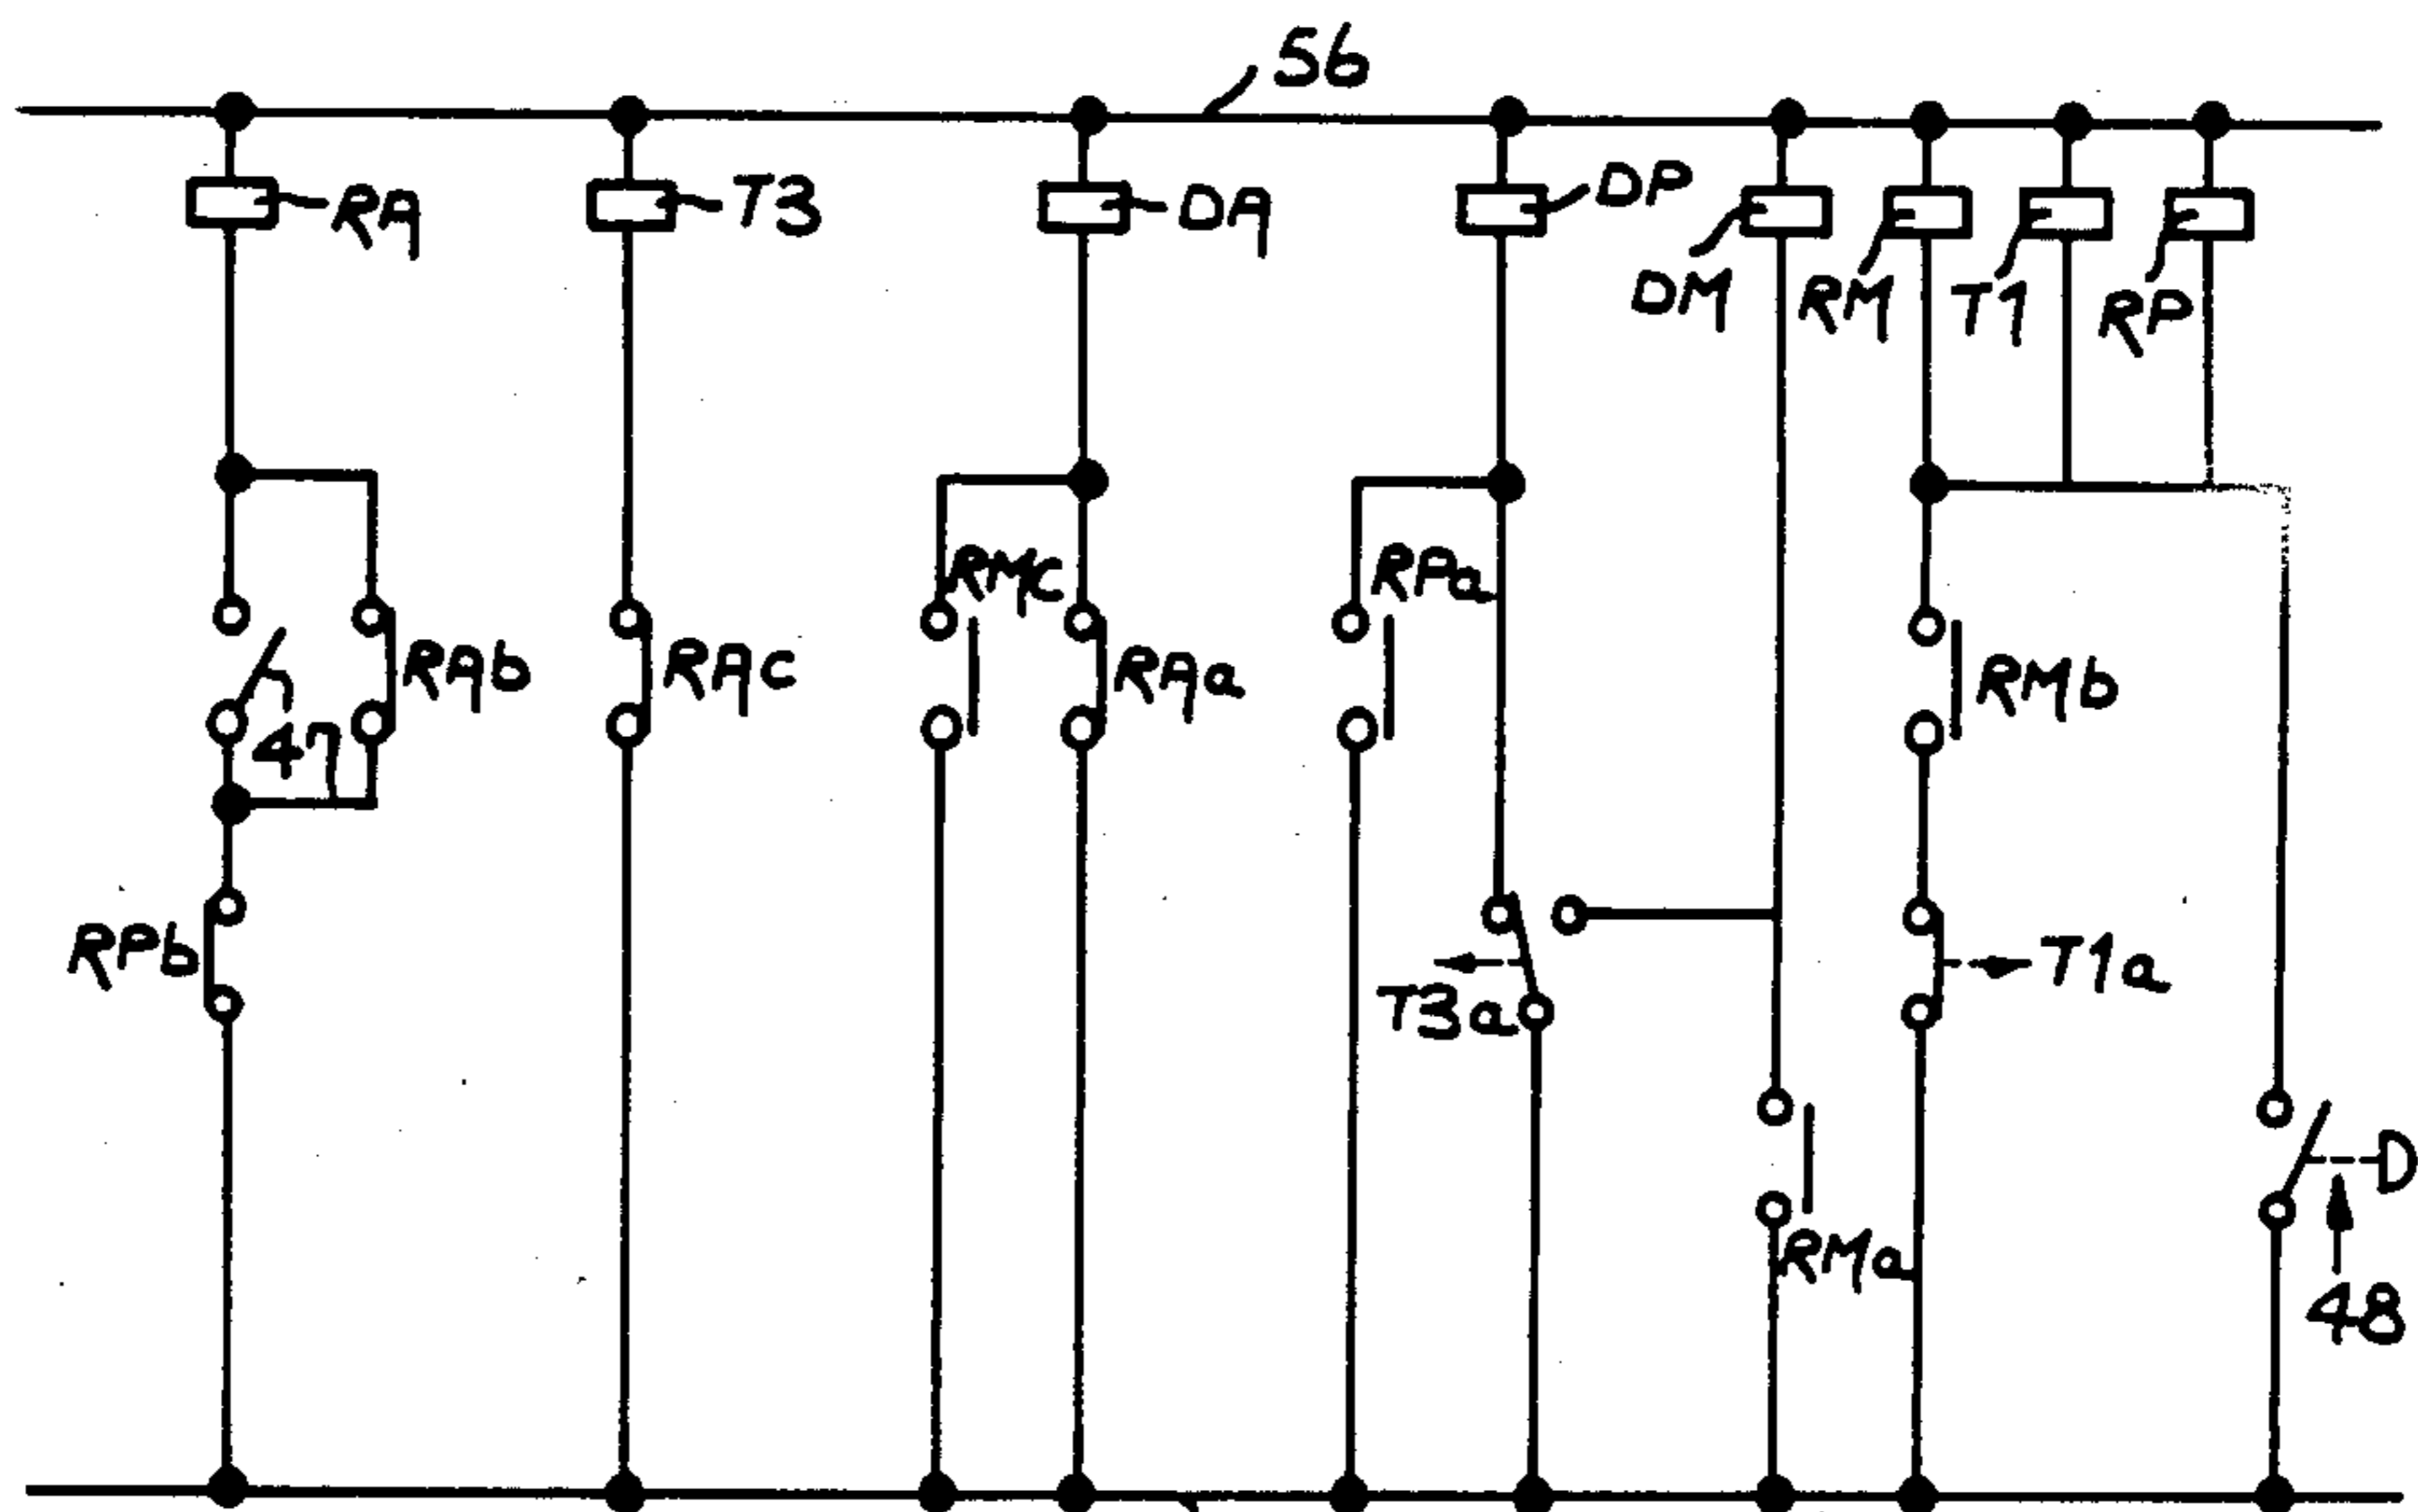 56
RA
T3
DA
DP
DM
RM
T1
RP
RMc
RPa
47
RAb
RAc
RAa
RMb
RPb
T3a
T1a
RMa
48